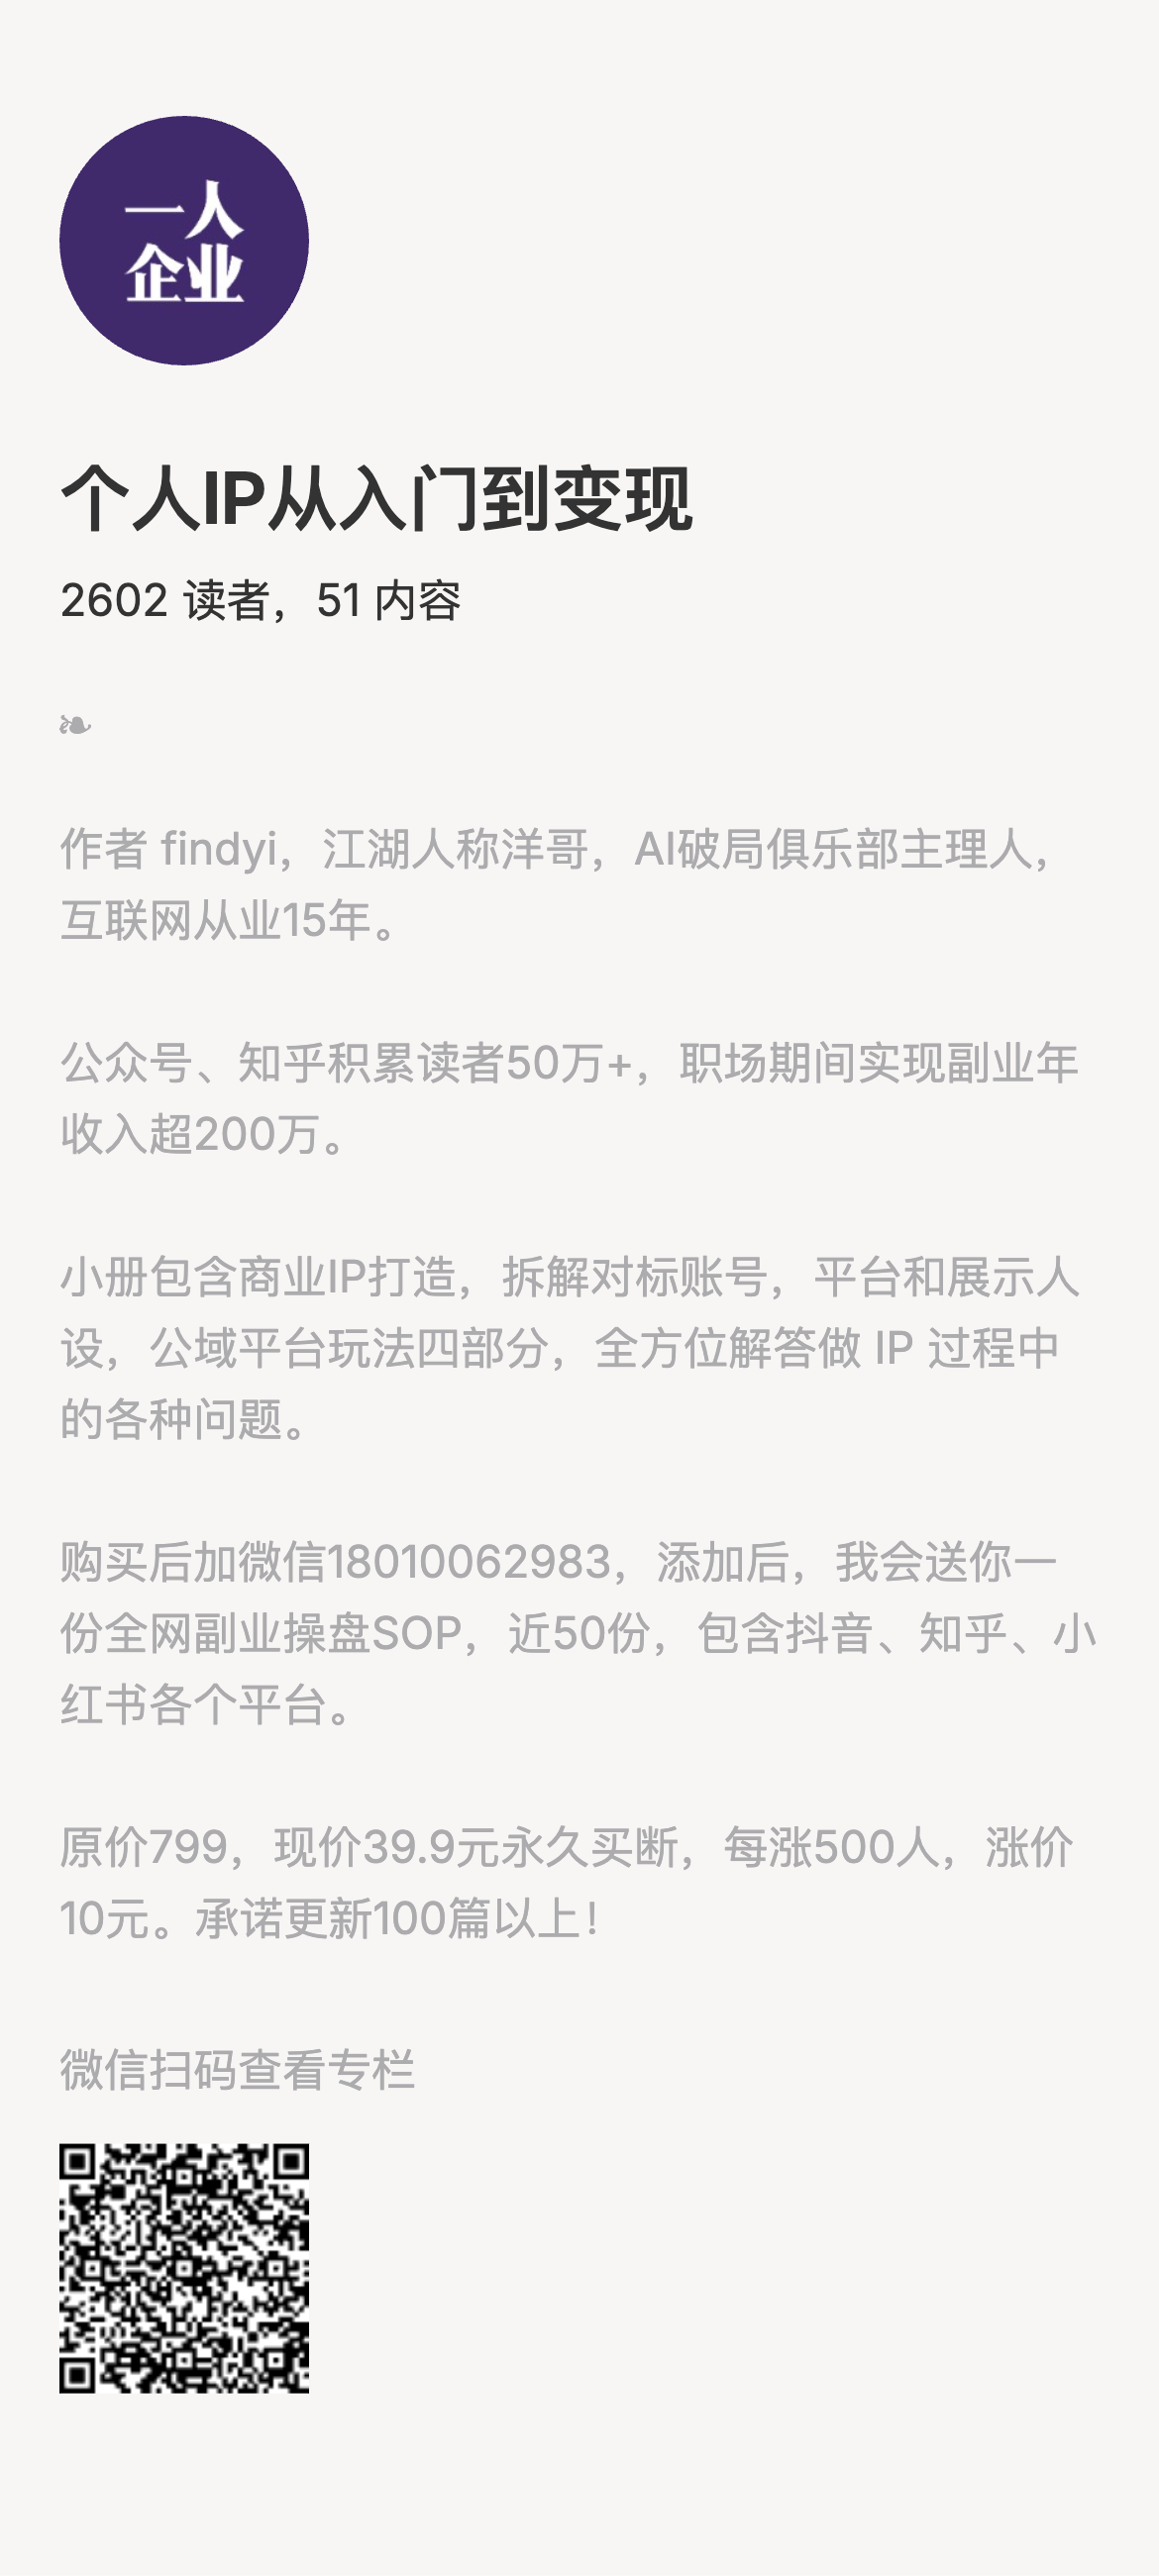 一人
企业
个人IP从入门到变现
2602 读者，51 内容
❧
作者 findyi，江湖人称洋哥，AI破局俱乐部主理人，
互联网从业15年。
公众号、知乎积累读者50万+，职场期间实现副业年
收入超200万。
小册包含商业IP打造，拆解对标账号，平台和展示人
设，公域平台玩法四部分，全方位解答做 IP 过程中
的各种问题。
购买后加微信18010062983，添加后，我会送你一
份全网副业操盘SOP，近50份，包含抖音、知乎、小
红书各个平台。
原价799，现价39.9元永久买断，每涨500人，涨价
10元。承诺更新100篇以上！
微信扫码查看专栏